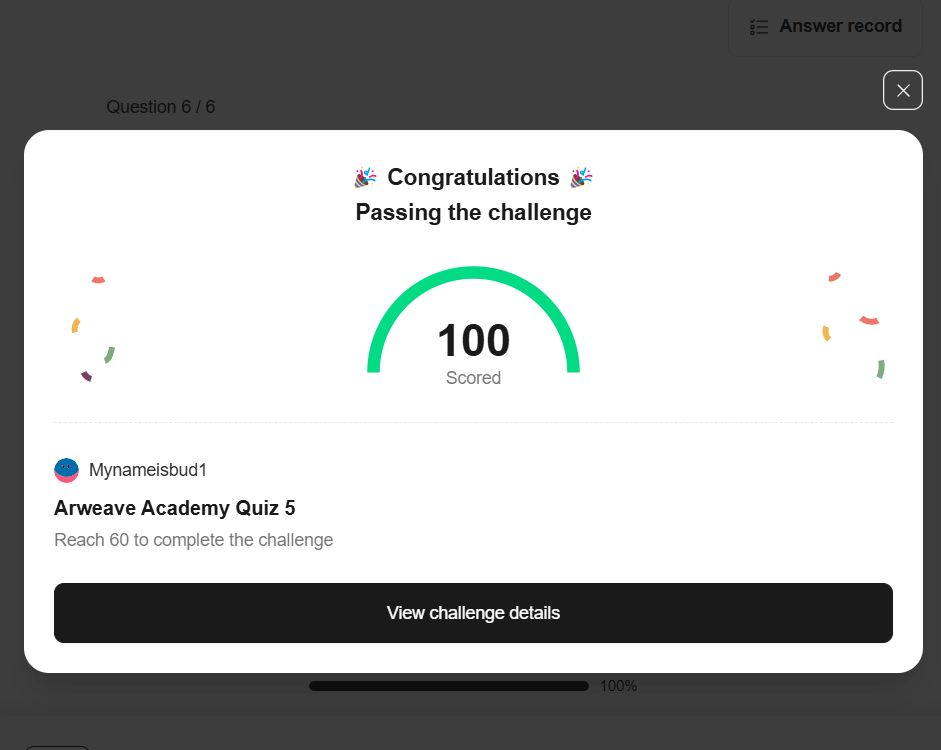 Answer record
Question 6 / 6
Congratulations
Passing the challenge
100
Scored
Mynameisbud1
Arweave Academy Quiz 5
Reach 60 to complete the challenge
View challenge details
100%